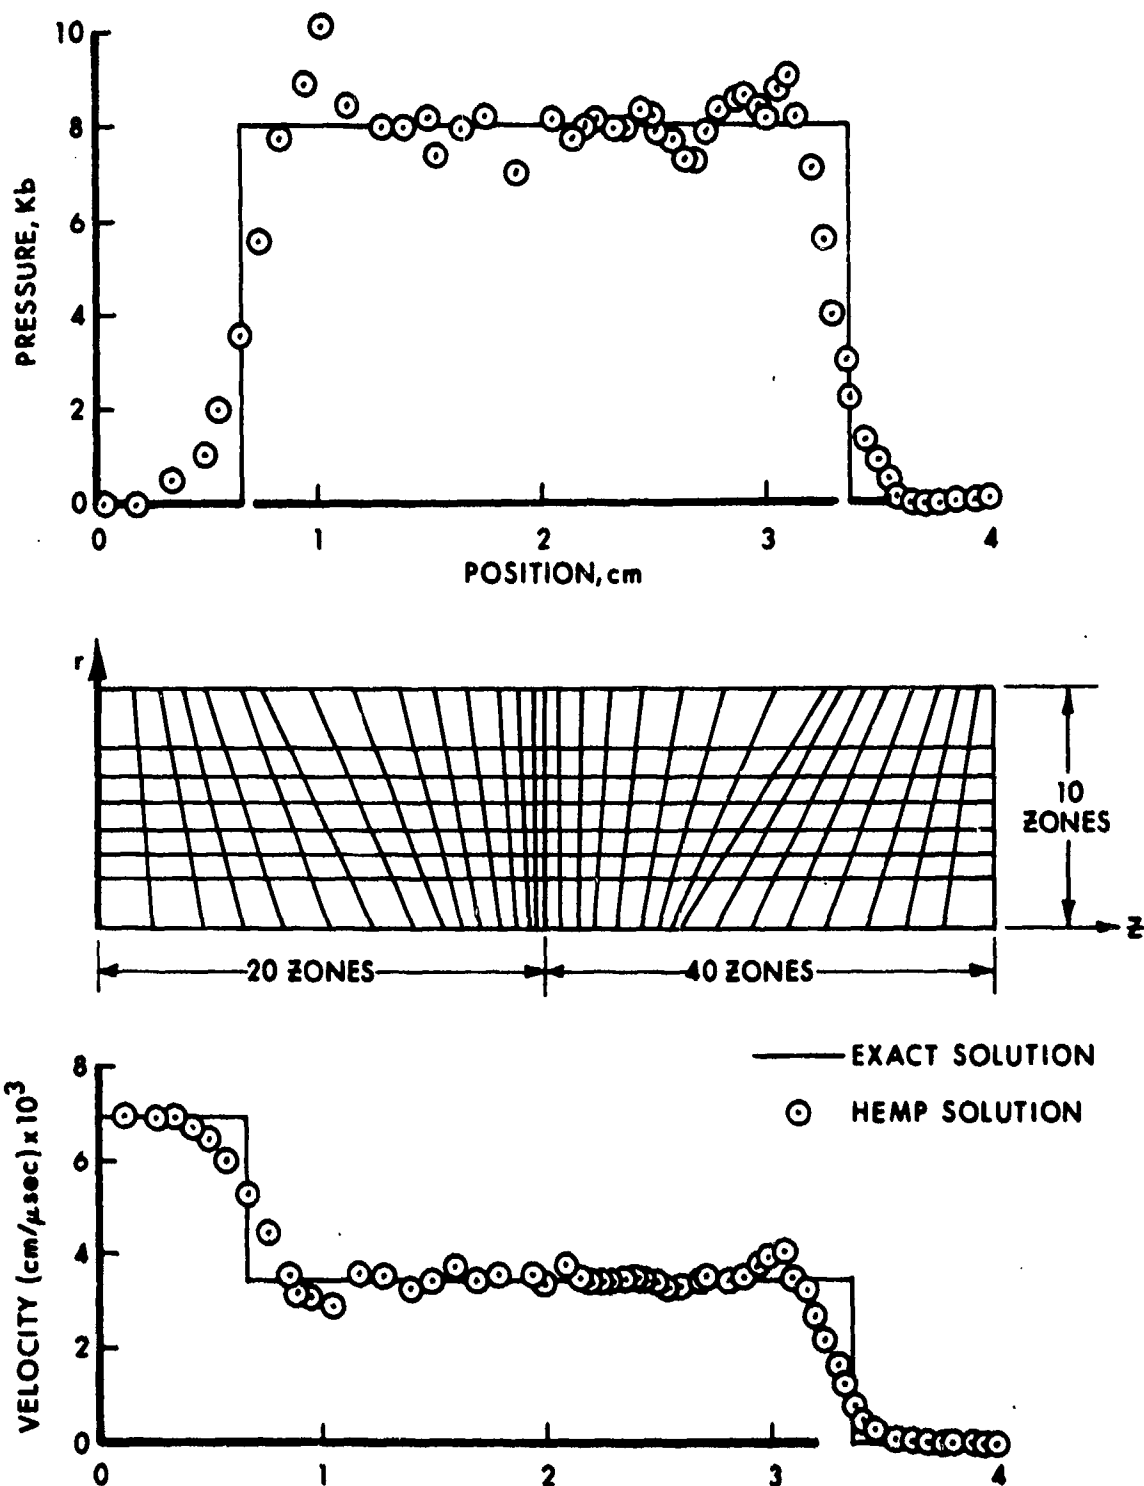 10
8
6
4
2
0
PRESSURE, Kb
0 1 2 3 4
POSITION, cm
r
10
ZONES
z
20 ZONES 40 ZONES
EXACT SOLUTION
HEMP SOLUTION
8
6
4
2
0
VELOCITY (cm/μsec) x 10³
0 1 2 3 4